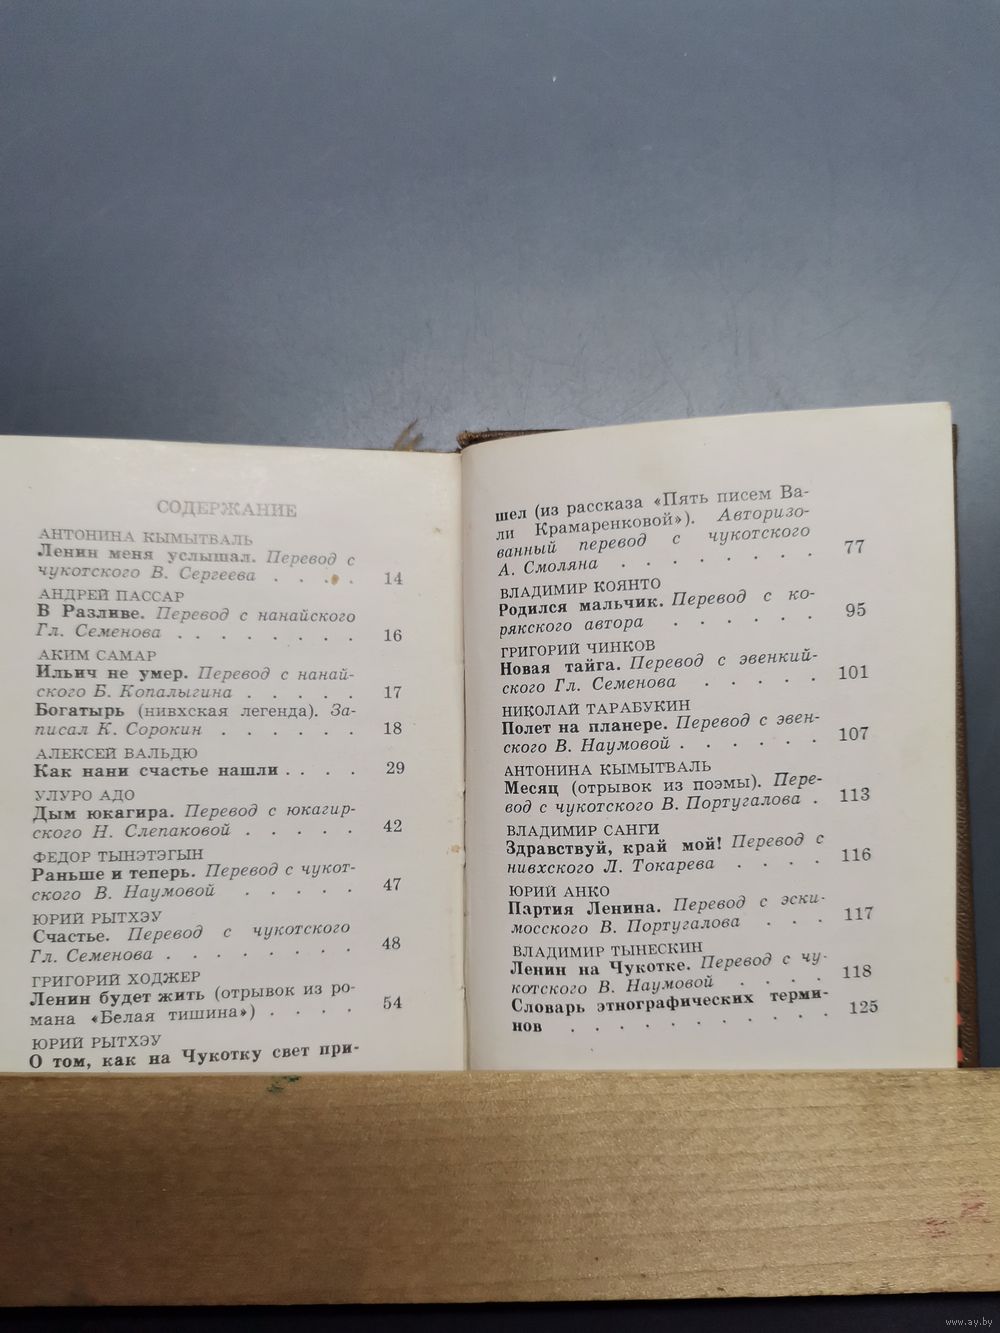 СОДЕРЖАНИЕ
АНТОНИНА КЫМЫТВАЛЬ
Ленин меня услышал. Перевод с
чукотского В. Сергеева . . . . 14
АНДРЕЙ ПАССАР
В Разливе. Перевод с нанайского
Гл. Семенова . . . . . . . . 16
АКИМ САМАР
Ильич не умер. Перевод с нанай-
ского Б. Копалыгина . . . . . 17
Богатырь (нивхская легенда). За-
писал К. Сорокин . . . . . . 18
АЛЕКСЕЙ ВАЛЬДЮ
Как нани счастье нашли . . . . 29
УЛУРО АДО
Дым юкагира. Перевод с юкагир-
ского Н. Слепаковой . . . . . 42
ФЕДОР ТЫНЭТЭГЫН
Раньше и теперь. Перевод с чукот-
ского В. Наумовой . . . . . 47
ЮРИЙ РЫТХЭУ
Счастье. Перевод с чукотского
Гл. Семенова . . . . . . . . 48
ГРИГОРИЙ ХОДЖЕР
Ленин будет жить (отрывок из ро-
мана «Белая тишина») . . . . 54
ЮРИЙ РЫТХЭУ
О том, как на Чукотку свет при-
шел (из рассказа «Пять писем Ва-
ли Крамаренковой»). Авторизо-
ванный перевод с чукотского
А. Смоляна . . . . . . . 77
ВЛАДИМИР КОЯНТО
Родился мальчик. Перевод с ко-
рякского автора . . . . . . 95
ГРИГОРИЙ ЧИНКОВ
Новая тайга. Перевод с эвенкий-
ского Гл. Семенова . . . . . 101
НИКОЛАЙ ТАРАБУКИН
Полет на планере. Перевод с эвен-
ского В. Наумовой . . . . . . 107
АНТОНИНА КЫМЫТВАЛЬ
Месяц (отрывок из поэмы). Пере-
вод с чукотского В. Португалова . 113
ВЛАДИМИР САНГИ
Здравствуй, край мой! Перевод с
нивхского Л. Токарева . . . . 116
ЮРИЙ АНКО
Партия Ленина. Перевод с эски-
мосского В. Португалова . . . 117
ВЛАДИМИР ТЫНЕСКИН
Ленин на Чукотке. Перевод с чу-
котского В. Наумовой . . . . 118
Словарь этнографических терми-
нов . . . . . . . . . . 125
www.ay.by